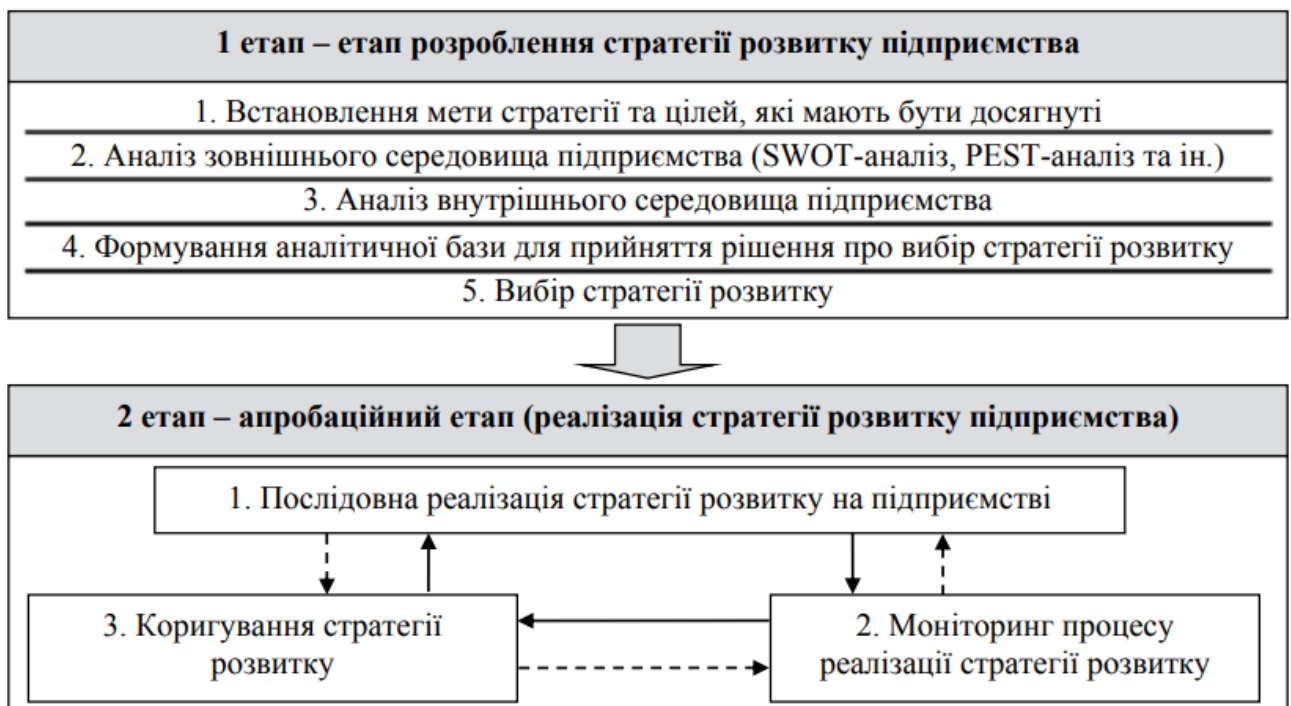 1 етап – етап розроблення стратегії розвитку підприємства
1. Встановлення мети стратегії та цілей, які мають бути досягнуті
2. Аналіз зовнішнього середовища підприємства (SWOT-аналіз, PEST-аналіз та ін.)
3. Аналіз внутрішнього середовища підприємства
4. Формування аналітичної бази для прийняття рішення про вибір стратегії розвитку
5. Вибір стратегії розвитку
2 етап – апробаційний етап (реалізація стратегії розвитку підприємства)
1. Послідовна реалізація стратегії розвитку на підприємстві
3. Коригування стратегії
розвитку
2. Моніторинг процесу
реалізації стратегії розвитку